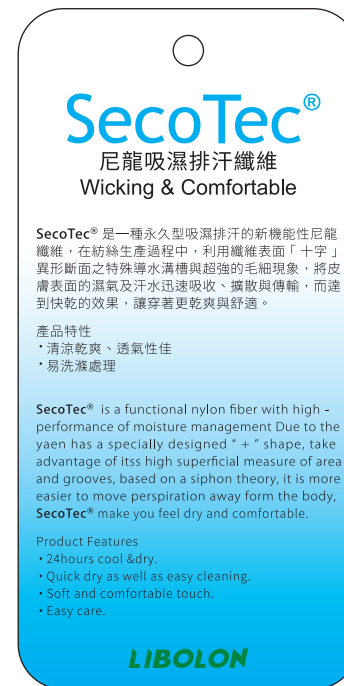 SecoTec®
尼龍吸濕排汗纖維
Wicking & Comfortable
SecoTec® 是一種永久型吸濕排汗的新機能性尼龍
纖維，在紡絲生產過程中，利用纖維表面「十字」
異形斷面之特殊導水溝槽與超強的毛細現象，將皮
膚表面的濕氣及汗水迅速吸收、擴散與傳輸，而達
到快乾的效果，讓穿著更乾爽與舒適。
產品特性
・清涼乾爽、透氣性佳
・易洗滌處理
SecoTec® is a functional nylon fiber with high -
performance of moisture management Due to the
yaen has a specially designed “ + ” shape, take
advantage of itss high superficial measure of area
and grooves, based on a siphon theory, it is more
easier to move perspiration away form the body,
SecoTec® make you feel dry and comfortable.
Product Features
• 24hours cool &dry.
• Quick dry as well as easy cleaning.
• Soft and comfortable touch.
• Easy care.
LIBOLON